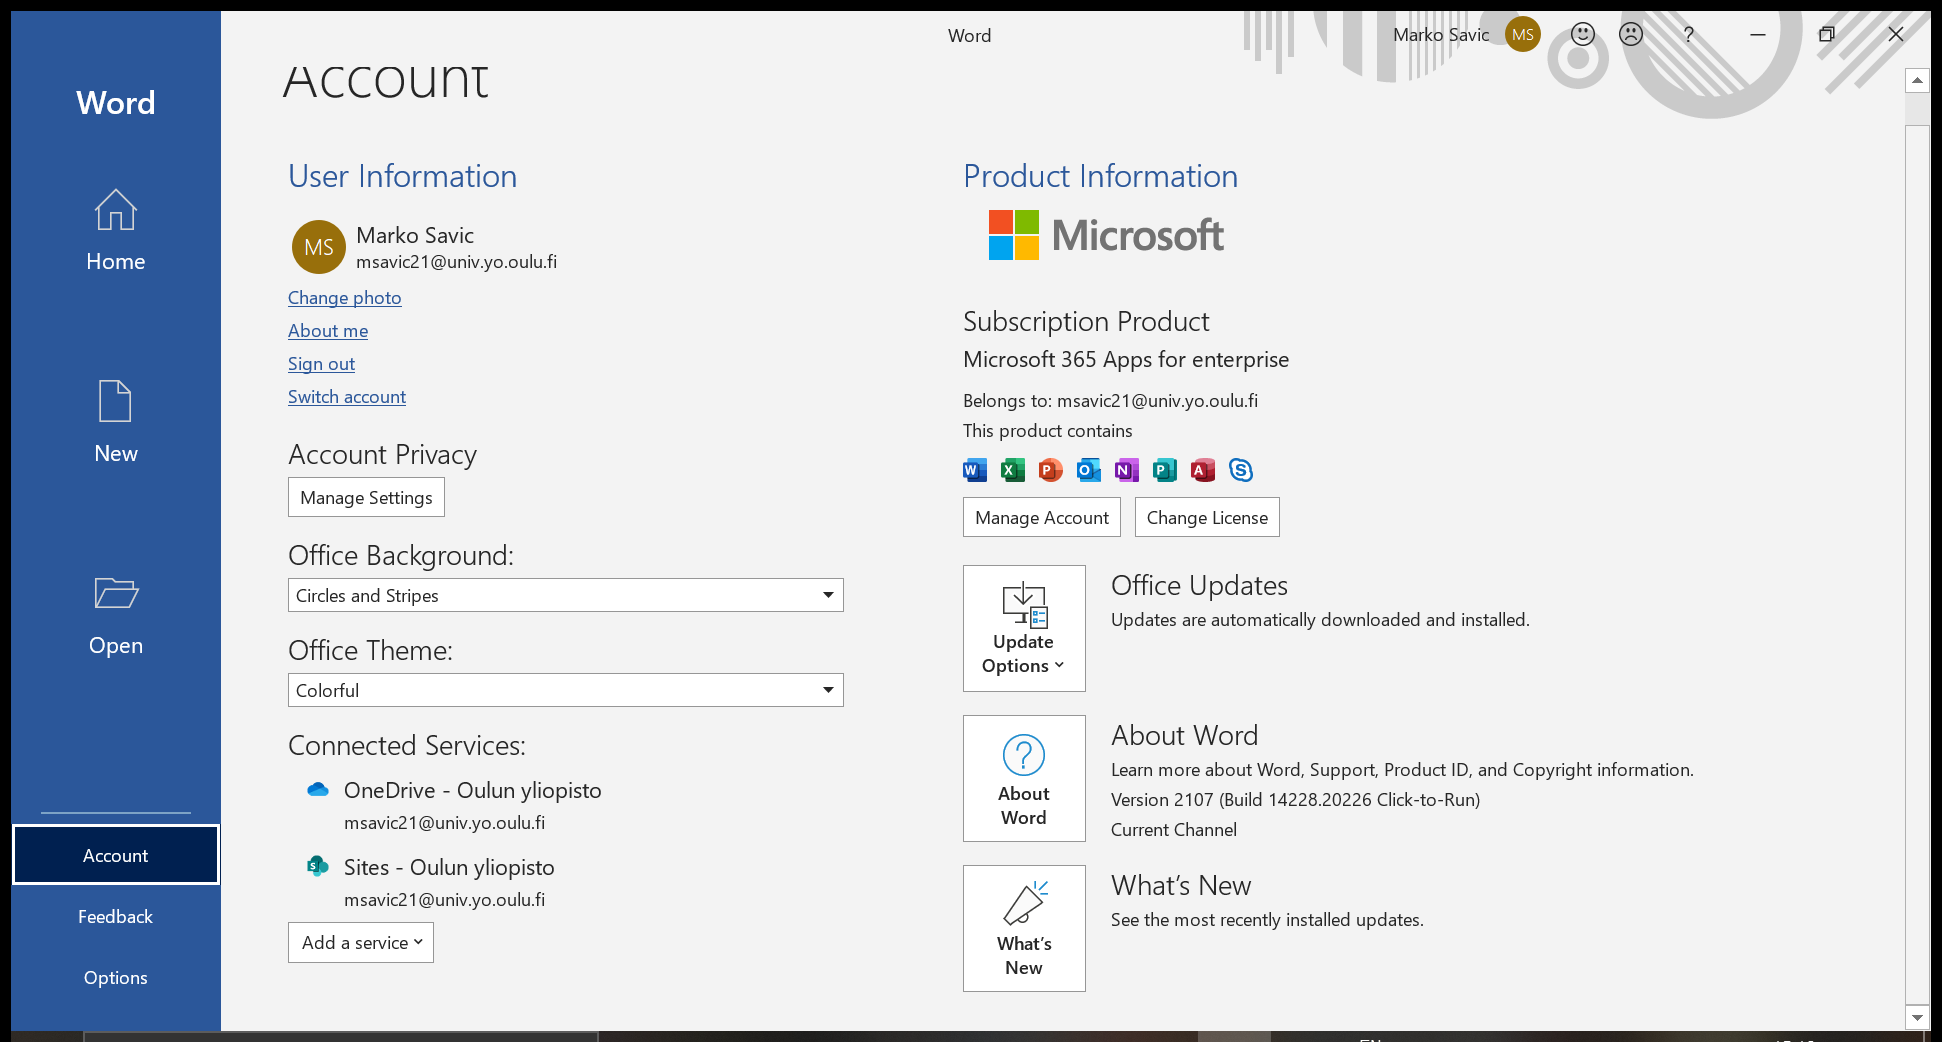 Word
Marko Savic
MS
?
Account
Word
Home
New
Open
Account
Feedback
Options
User Information
MS
Marko Savic
msavic21@univ.yo.oulu.fi
Change photo
About me
Sign out
Switch account
Account Privacy
Manage Settings
Office Background:
Circles and Stripes
Office Theme:
Colorful
Connected Services:
OneDrive - Oulun yliopisto
msavic21@univ.yo.oulu.fi
S
Sites - Oulun yliopisto
msavic21@univ.yo.oulu.fi
Add a service
Product Information
Microsoft
Subscription Product
Microsoft 365 Apps for enterprise
Belongs to: msavic21@univ.yo.oulu.fi
This product contains
W X P O N P A S
Manage Account
Change License
Update
Options
Office Updates
Updates are automatically downloaded and installed.
?
About
Word
About Word
Learn more about Word, Support, Product ID, and Copyright information.
Version 2107 (Build 14228.20226 Click-to-Run)
Current Channel
What's
New
What's New
See the most recently installed updates.